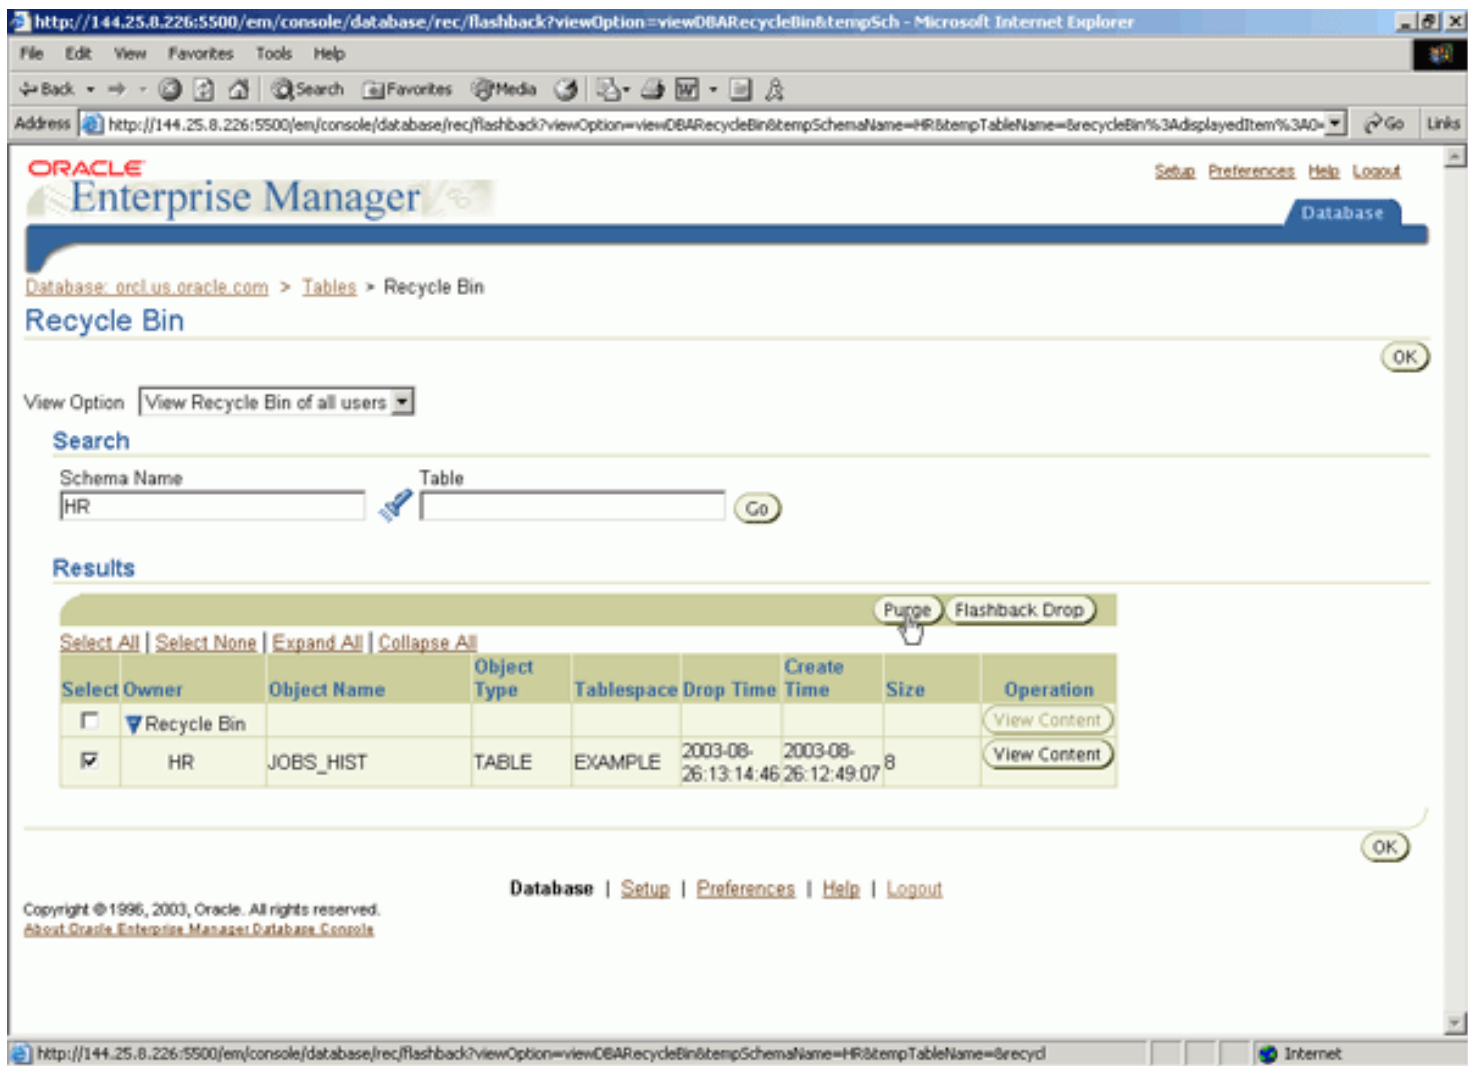 http://144.25.8.226:5500/em/console/database/rec/flashback?viewOption=viewDBARecycleBin&tempSch - Microsoft Internet Explorer
File Edit View Favorites Tools Help
Back Search Favorites Media
Address http://144.25.8.226:5500/em/console/database/rec/flashback?viewOption=viewDBARecycleBin&tempSchemaName=HR&tempTableName=&recycleBin%3AdisplayedItem%3A0= Go Links
ORACLE
Enterprise Manager
Setup Preferences Help Logout
Database
Database: orcl.us.oracle.com > Tables > Recycle Bin
Recycle Bin
OK
View Option View Recycle Bin of all users
Search
Schema Name Table
HR Go
Results
Purge Flashback Drop
Select All | Select None | Expand All | Collapse All
Select Owner Object Name Object Type Tablespace Drop Time Create Time Size Operation
Recycle Bin View Content
HR JOBS_HIST TABLE EXAMPLE 2003-08-26:13:14:46 2003-08-26:12:49:07 8 View Content
OK
Database | Setup | Preferences | Help | Logout
Copyright © 1996, 2003, Oracle. All rights reserved.
About Oracle Enterprise Manager Database Console
http://144.25.8.226:5500/em/console/database/rec/flashback?viewOption=viewDBARecycleBin&tempSchemaName=HR&tempTableName=&recycl Internet